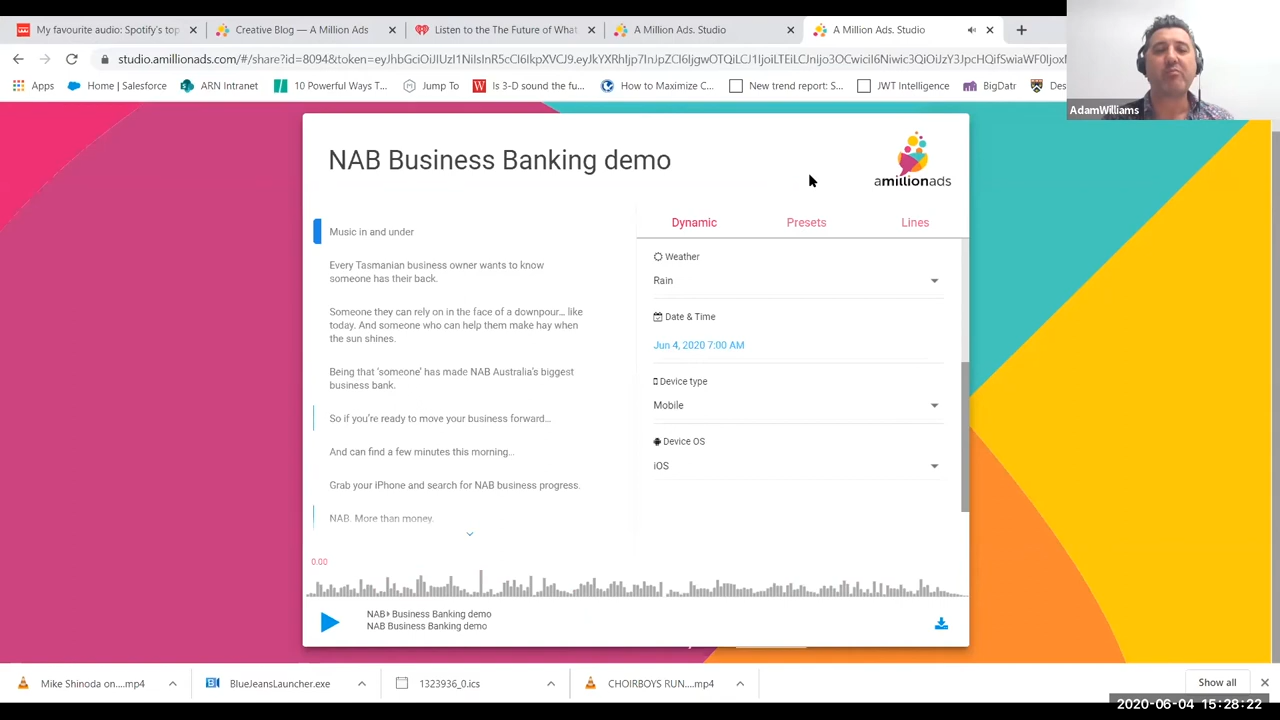 My favourite audio: Spotify's top
Creative Blog — A Million Ads
Listen to the The Future of What
A Million Ads. Studio
A Million Ads. Studio
Apps
Home | Salesforce
ARN Intranet
10 Powerful Ways T...
Jump To
Is 3-D sound the fu...
How to Maximize C...
New trend report: S...
JWT Intelligence
BigDatr
AdamWilliams
NAB Business Banking demo
amillionads
Dynamic
Presets
Lines
Music in and under
Every Tasmanian business owner wants to know
someone has their back.
Someone they can rely on in the face of a downpour... like
today. And someone who can help them make hay when
the sun shines.
Being that 'someone' has made NAB Australia's biggest
business bank.
So if you're ready to move your business forward...
And can find a few minutes this morning...
Grab your iPhone and search for NAB business progress.
NAB. More than money.
Weather
Rain
Date & Time
Jun 4, 2020 7:00 AM
Device type
Mobile
Device OS
iOS
0.00
NAB Business Banking demo
NAB Business Banking demo
Mike Shinoda on....mp4
BlueJeansLauncher.exe
1323936_0.ics
CHOIRBOYS RUN....mp4
Show all
2020-06-04 15:28:22